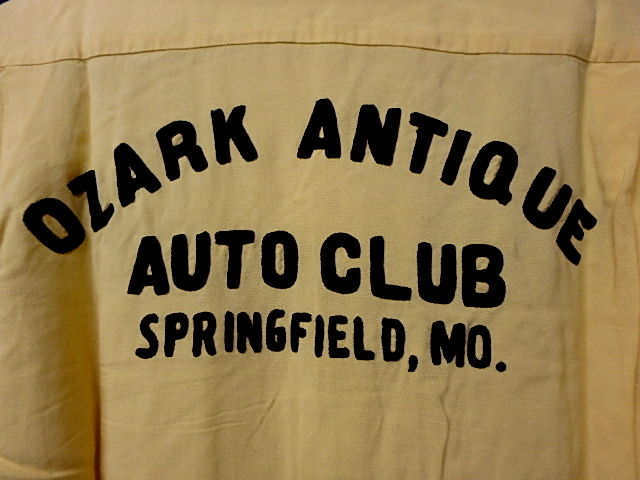 OZARK ANTIQUE
AUTO CLUB
SPRINGFIELD, MO.